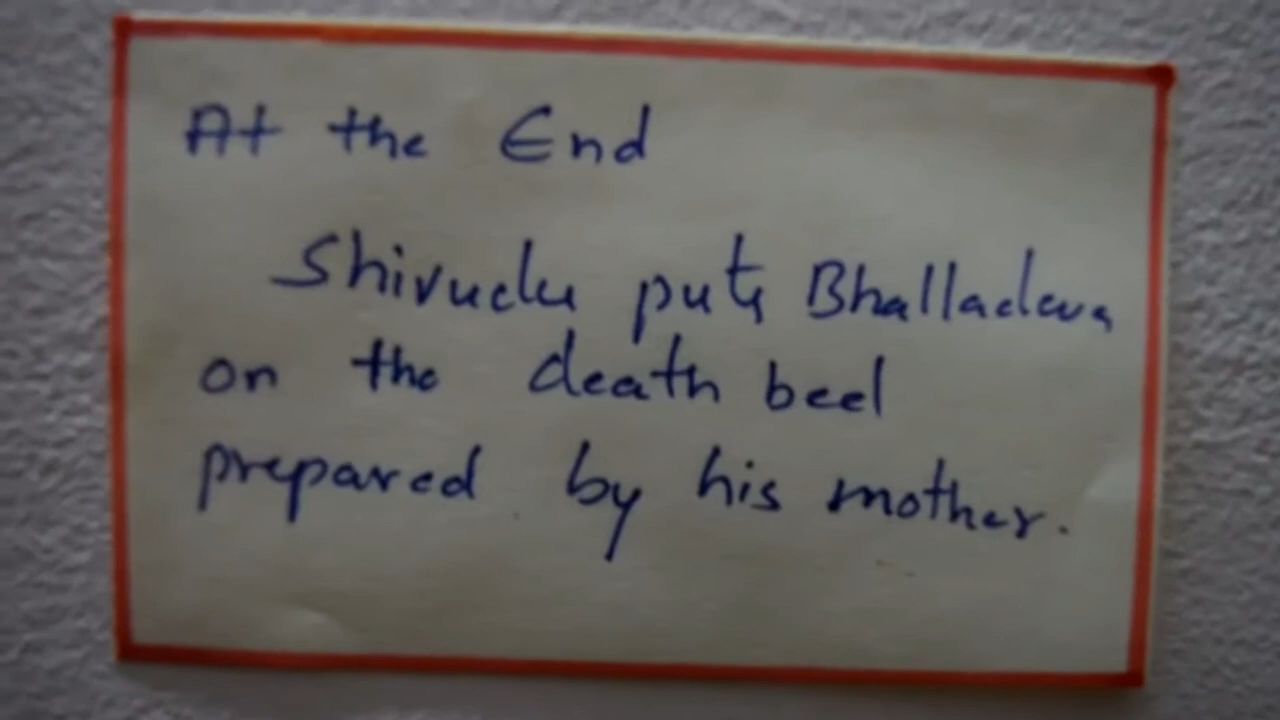 At the End
Shivudu puts Bhalladeva
on the death bed
prepared by his mother.